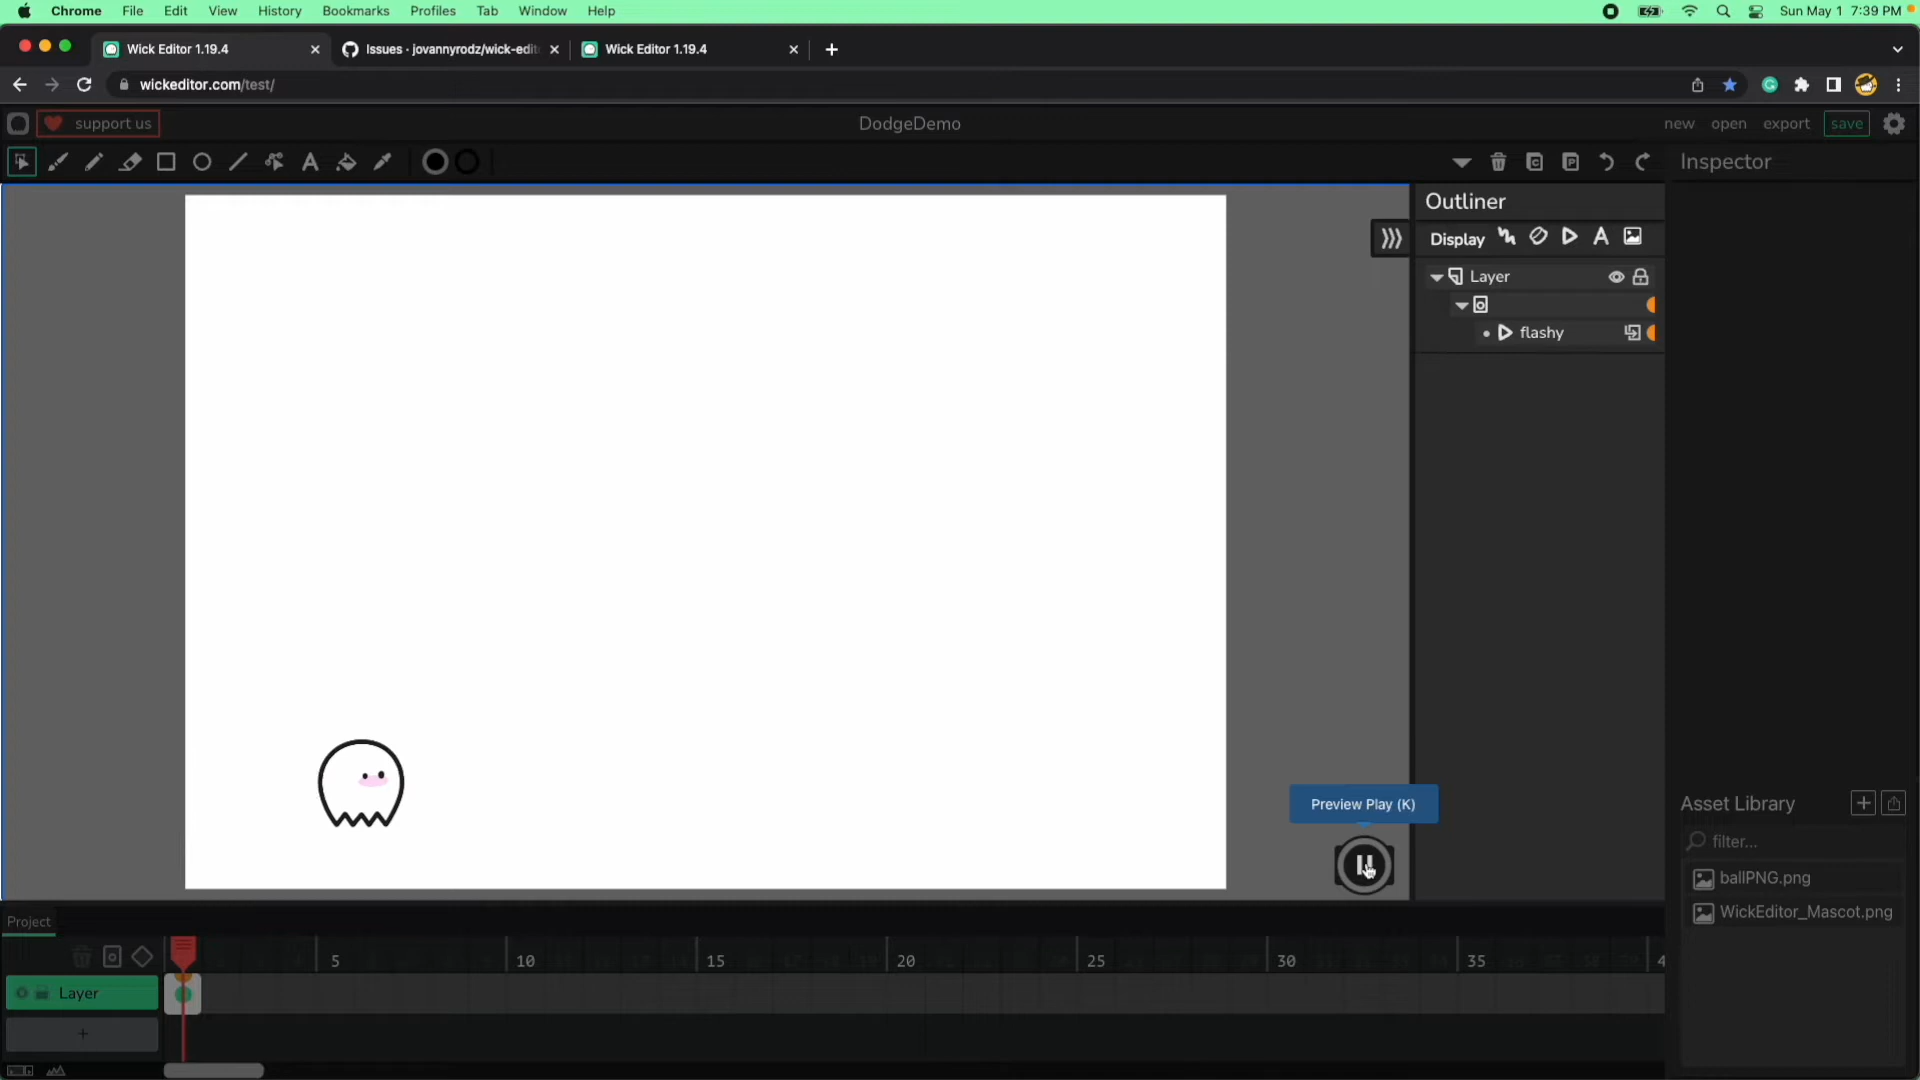 Chrome File Edit View History Bookmarks Profiles Tab Window Help Sun May 1 7:39 PM
Wick Editor 1.19.4 Issues · jovannyrodz/wick-edit Wick Editor 1.19.4
wickeditor.com/test/
support us DodgeDemo new open export save
Inspector
Outliner
Display
Layer
flashy
Preview Play (K)
Asset Library
filter...
ballPNG.png
WickEditor_Mascot.png
Project
5 10 15 20 25 30 35 4
Layer